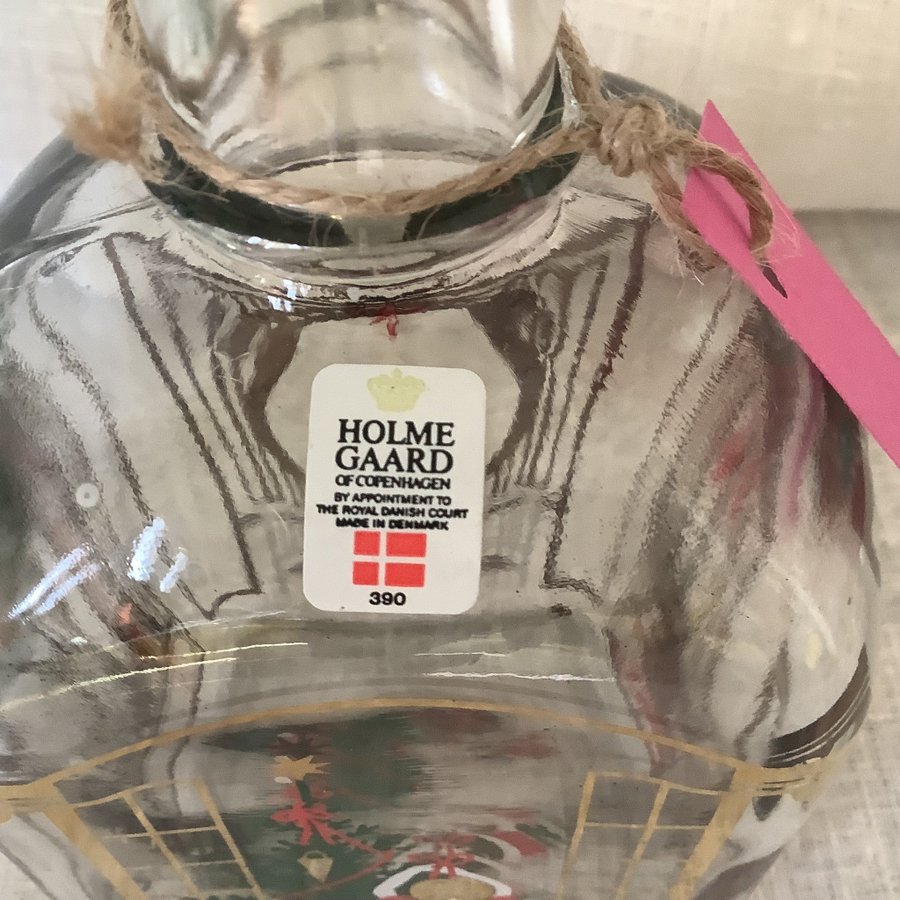 HOLME
GAARD
OF COPENHAGEN
BY APPOINTMENT TO
THE ROYAL DANISH COURT
MADE IN DENMARK
390